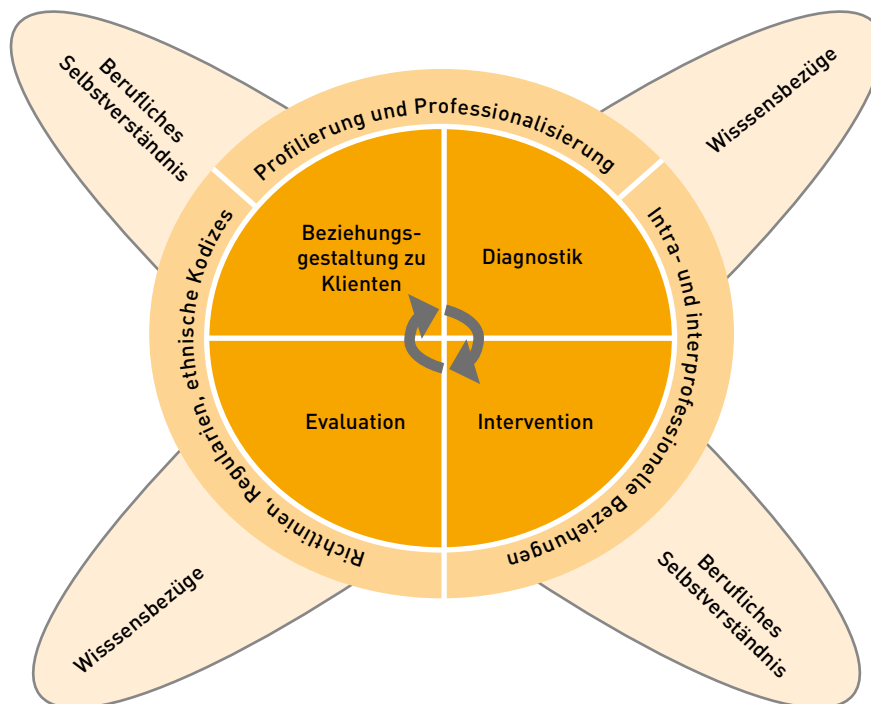 Berufliches
Selbstverständnis
Wisssensbezüge
Profilierung und Professionalisierung
Richtlinien, Regularien, ethnische Kodizes
Intra- und interprofessionelle Beziehungen
Beziehungs-
gestaltung zu
Klienten
Diagnostik
Evaluation
Intervention
Wisssensbezüge
Berufliches
Selbstverständnis